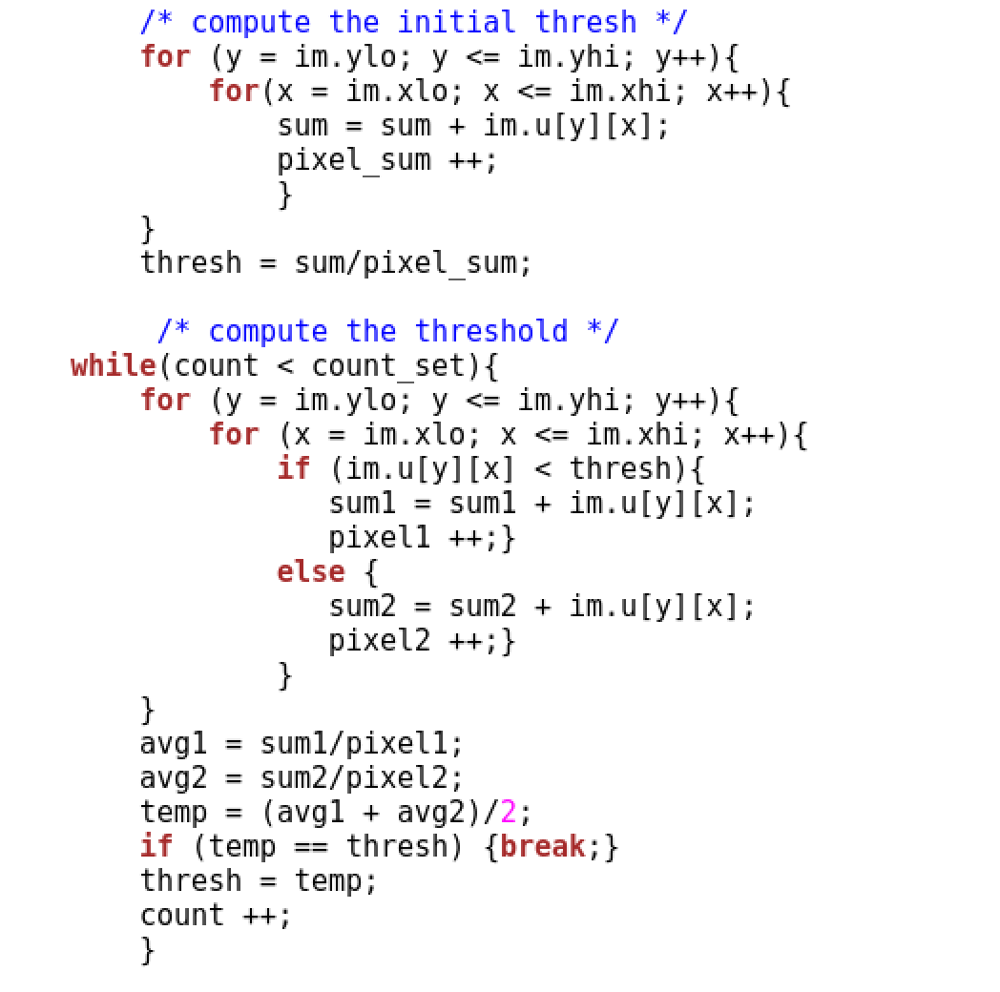 /* compute the initial thresh */
for (y = im.ylo; y <= im.yhi; y++){
for(x = im.xlo; x <= im.xhi; x++){
sum = sum + im.u[y][x];
pixel_sum ++;
}
}
thresh = sum/pixel_sum;
/* compute the threshold */
while(count < count_set){
for (y = im.ylo; y <= im.yhi; y++){
for (x = im.xlo; x <= im.xhi; x++){
if (im.u[y][x] < thresh){
sum1 = sum1 + im.u[y][x];
pixel1 ++;}
else {
sum2 = sum2 + im.u[y][x];
pixel2 ++;}
}
}
avg1 = sum1/pixel1;
avg2 = sum2/pixel2;
temp = (avg1 + avg2)/2;
if (temp == thresh) {break;}
thresh = temp;
count ++;
}